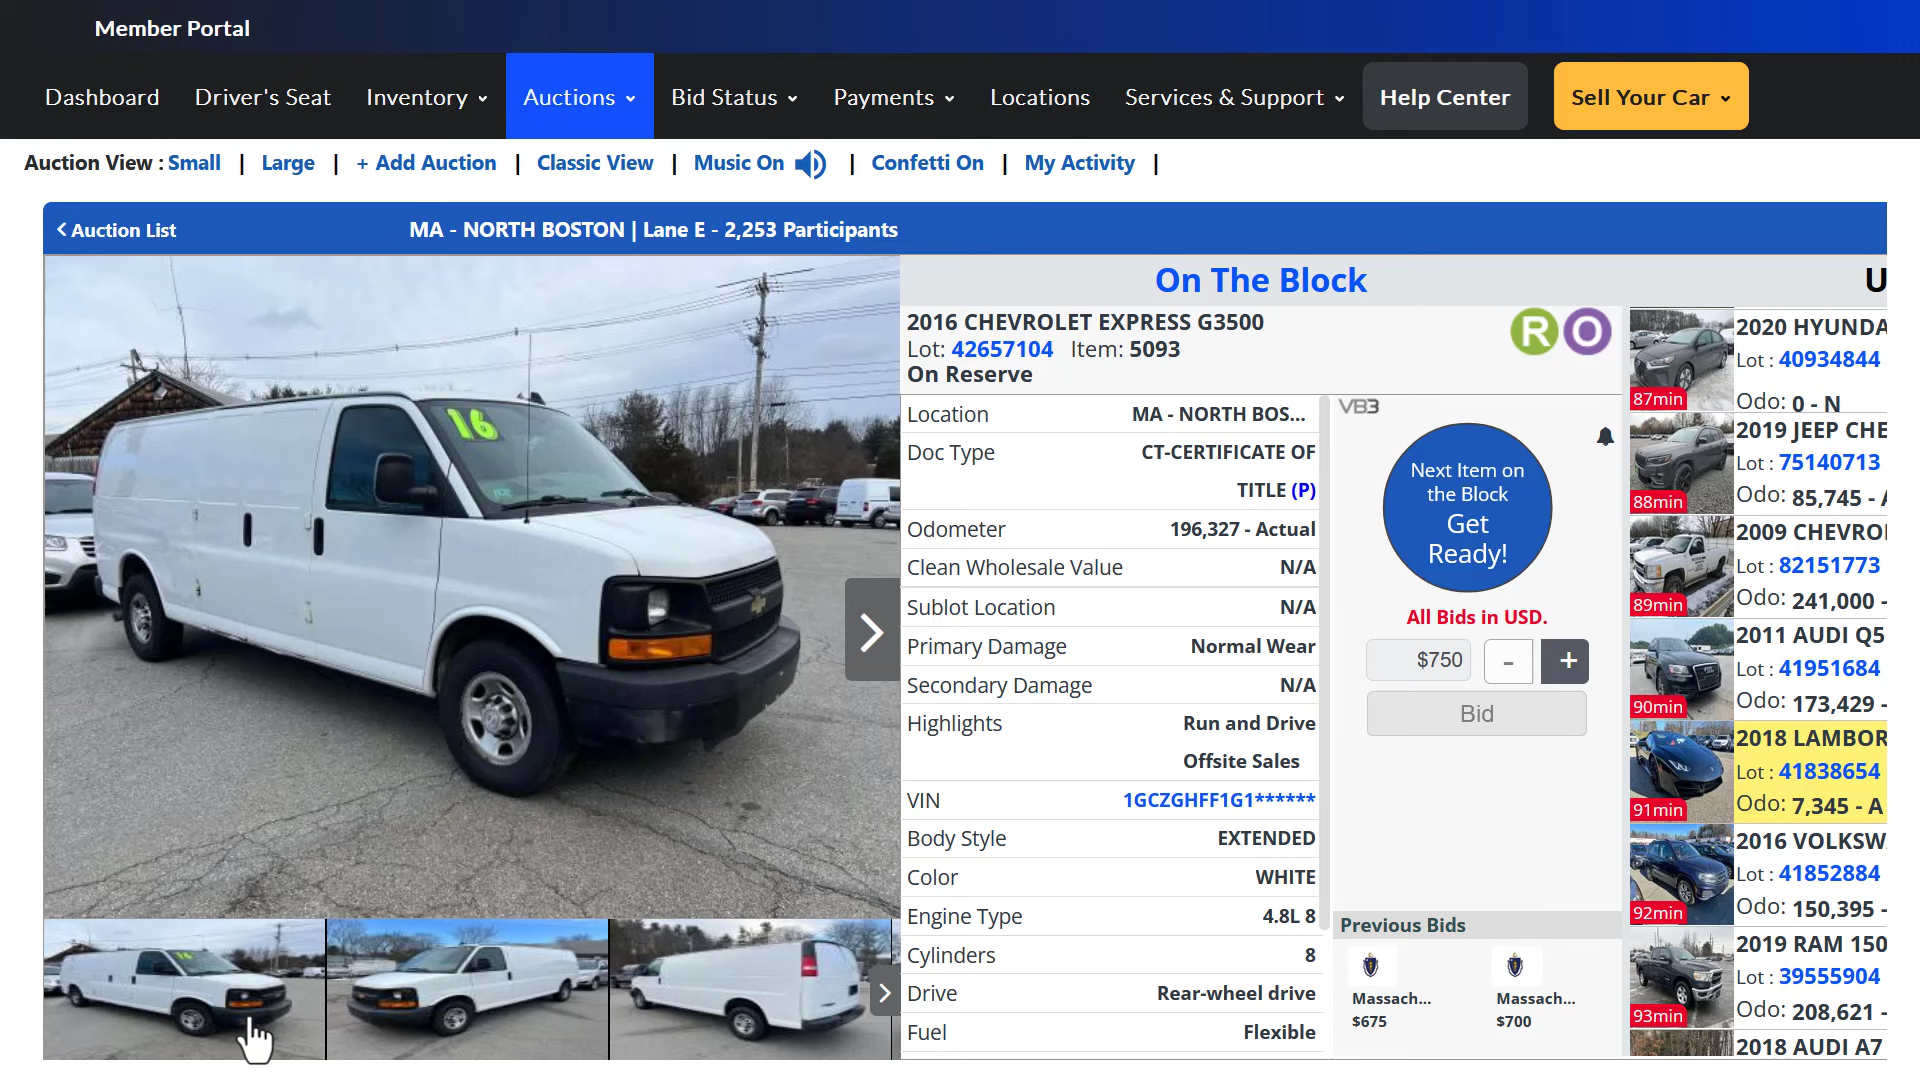 Member Portal
Dashboard Driver's Seat Inventory Auctions Bid Status Payments Locations Services & Support Help Center Sell Your Car
Auction View : Small | Large | + Add Auction | Classic View | Music On | Confetti On | My Activity |
Auction List MA - NORTH BOSTON | Lane E - 2,253 Participants
16
On The Block
2016 CHEVROLET EXPRESS G3500
Lot: 42657104 Item: 5093
On Reserve
R O
Location MA - NORTH BOS...
Doc Type CT-CERTIFICATE OF
TITLE (P)
Odometer 196,327 - Actual
Clean Wholesale Value N/A
Sublot Location N/A
Primary Damage Normal Wear
Secondary Damage N/A
Highlights Run and Drive
Offsite Sales
VIN 1GCZGHFF1G1******
Body Style EXTENDED
Color WHITE
Engine Type 4.8L 8
Cylinders 8
Drive Rear-wheel drive
Fuel Flexible
VB3
Next Item on
the Block
Get
Ready!
All Bids in USD.
$750 - +
Bid
Previous Bids
Massach... Massach...
$675 $700
U
2020 HYUNDA
Lot : 40934844
87min Odo: 0 - N
2019 JEEP CHE
Lot : 75140713
88min Odo: 85,745 - A
2009 CHEVROL
Lot : 82151773
89min Odo: 241,000 -
2011 AUDI Q5
Lot : 41951684
90min Odo: 173,429 -
2018 LAMBOR
Lot : 41838654
91min Odo: 7,345 - A
2016 VOLKSW
Lot : 41852884
92min Odo: 150,395 -
2019 RAM 150
Lot : 39555904
93min Odo: 208,621 -
2018 AUDI A7